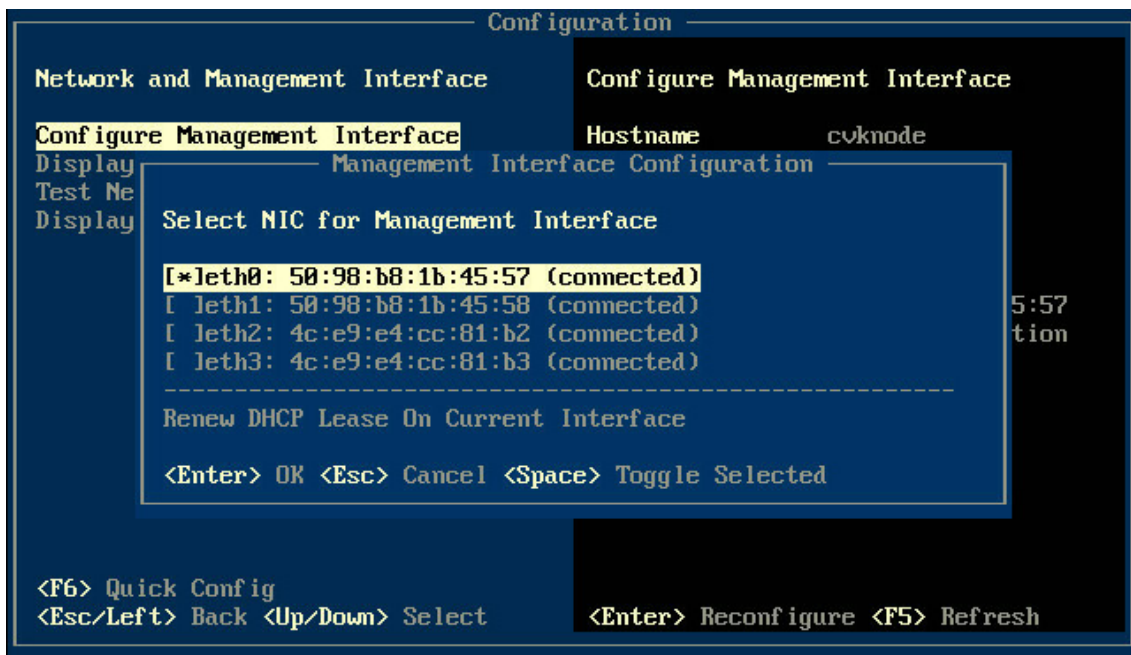 Configuration
Network and Management Interface
Configure Management Interface
Configure Management Interface
Hostname cvknode
Display
Test Ne
Display
Management Interface Configuration
Select NIC for Management Interface
[*]eth0: 50:98:b8:1b:45:57 (connected)
[ ]eth1: 50:98:b8:1b:45:58 (connected)
[ ]eth2: 4c:e9:e4:cc:81:b2 (connected)
[ ]eth3: 4c:e9:e4:cc:81:b3 (connected)
5:57
tion
Renew DHCP Lease On Current Interface
<Enter> OK <Esc> Cancel <Space> Toggle Selected
<F6> Quick Config
<Esc/Left> Back <Up/Down> Select
<Enter> Reconfigure <F5> Refresh